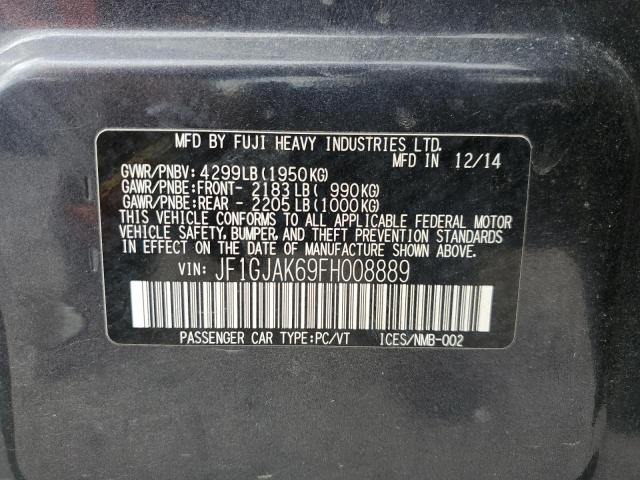 MFD BY FUJI HEAVY INDUSTRIES LTD.
MFD IN 12/14
GVWR/PNBV: 4299LB(1950KG)
GAWR/PNBE:FRONT- 2183LB( 990KG)
GAWR/PNBE:REAR - 2205LB(1000KG)
THIS VEHICLE CONFORMS TO ALL APPLICABLE FEDERAL MOTOR
VEHICLE SAFETY, BUMPER, AND THEFT PREVENTION STANDARDS
IN EFFECT ON THE DATE OF MANUFACTURE SHOWN ABOVE.
VIN: JF1GJAK69FH008889
PASSENGER CAR TYPE:PC/VT ICES/NMB-002